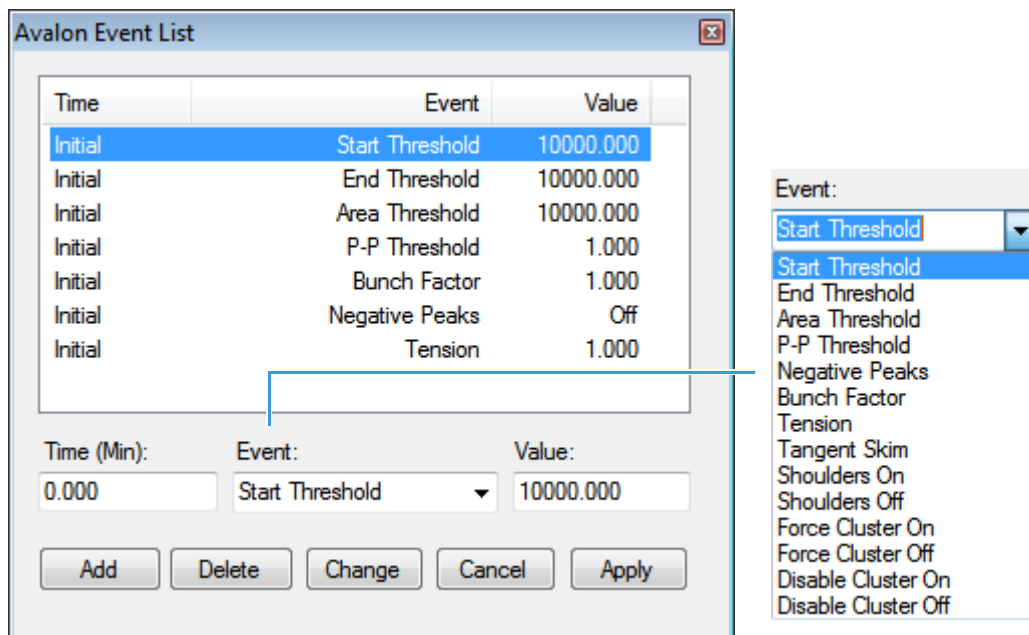 Avalon Event List
Time Event Value
Initial Start Threshold 10000.000
Initial End Threshold 10000.000
Initial Area Threshold 10000.000
Initial P-P Threshold 1.000
Initial Bunch Factor 1.000
Initial Negative Peaks Off
Initial Tension 1.000
Time (Min): Event: Value:
0.000 Start Threshold 10000.000
Add Delete Change Cancel Apply
Event:
Start Threshold
Start Threshold
End Threshold
Area Threshold
P-P Threshold
Negative Peaks
Bunch Factor
Tension
Tangent Skim
Shoulders On
Shoulders Off
Force Cluster On
Force Cluster Off
Disable Cluster On
Disable Cluster Off